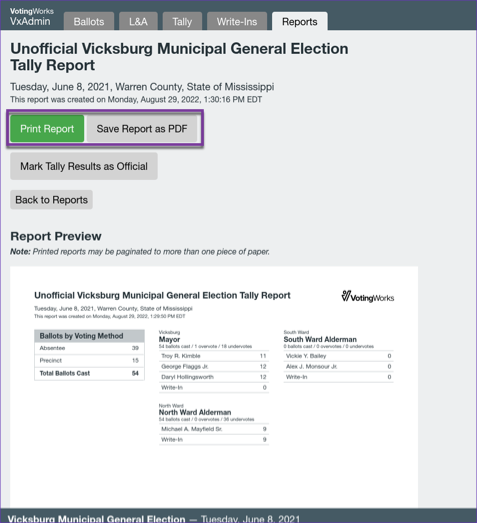 VotingWorks
VxAdmin
Ballots
L&A
Tally
Write-Ins
Reports
Unofficial Vicksburg Municipal General Election
Tally Report
Tuesday, June 8, 2021, Warren County, State of Mississippi
This report was created on Monday, August 29, 2022, 1:30:16 PM EDT
Print Report
Save Report as PDF
Mark Tally Results as Official
Back to Reports
Report Preview
Note: Printed reports may be paginated to more than one piece of paper.
Unofficial Vicksburg Municipal General Election Tally Report
VotingWorks
Tuesday, June 8, 2021, Warren County, State of Mississippi
This report was created on Monday, August 29, 2022, 1:29:50 PM EDT
Ballots by Voting Method
Absentee 39
Precinct 15
Total Ballots Cast 54
Vicksburg
Mayor
54 ballots cast / 1 overvote / 18 undervotes
Troy R. Kimble 11
George Flaggs Jr. 12
Daryl Hollingsworth 12
Write-In 0
South Ward
South Ward Alderman
0 ballots cast / 0 overvotes / 0 undervotes
Vickie Y. Bailey 0
Alex J. Monsour Jr. 0
Write-In 0
North Ward
North Ward Alderman
54 ballots cast / 0 overvotes / 36 undervotes
Michael A. Mayfield Sr. 9
Write-In 9
Vicksburg Municipal General Election — Tuesday, June 8, 2021